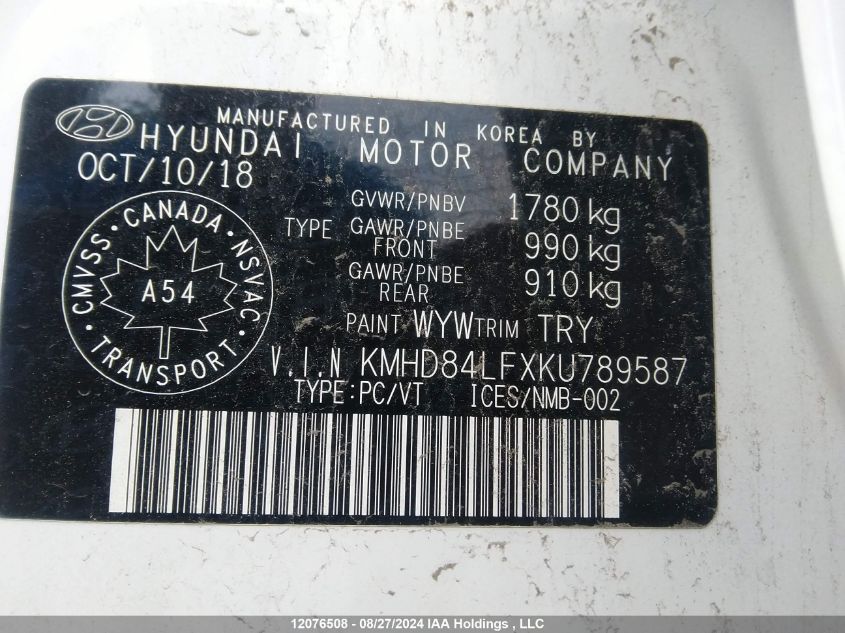 MANUFACTURED IN KOREA BY
HYUNDAI MOTOR COMPANY
OCT/10/18
GVWR/PNBV 1780 kg
TYPE GAWR/PNBE FRONT 990 kg
GAWR/PNBE REAR 910 kg
CMVSS · CANADA · NSVAC · TRANSPORT ·
A54
PAINT WYW TRIM TRY
V.I.N KMHD84LFXKU789587
TYPE:PC/VT ICES/NMB-002
12076508 - 08/27/2024 IAA Holdings , LLC